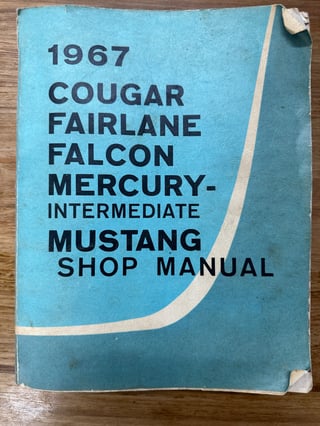 1967
COUGAR
FAIRLANE
FALCON
MERCURY-
INTERMEDIATE
MUSTANG
SHOP MANUAL